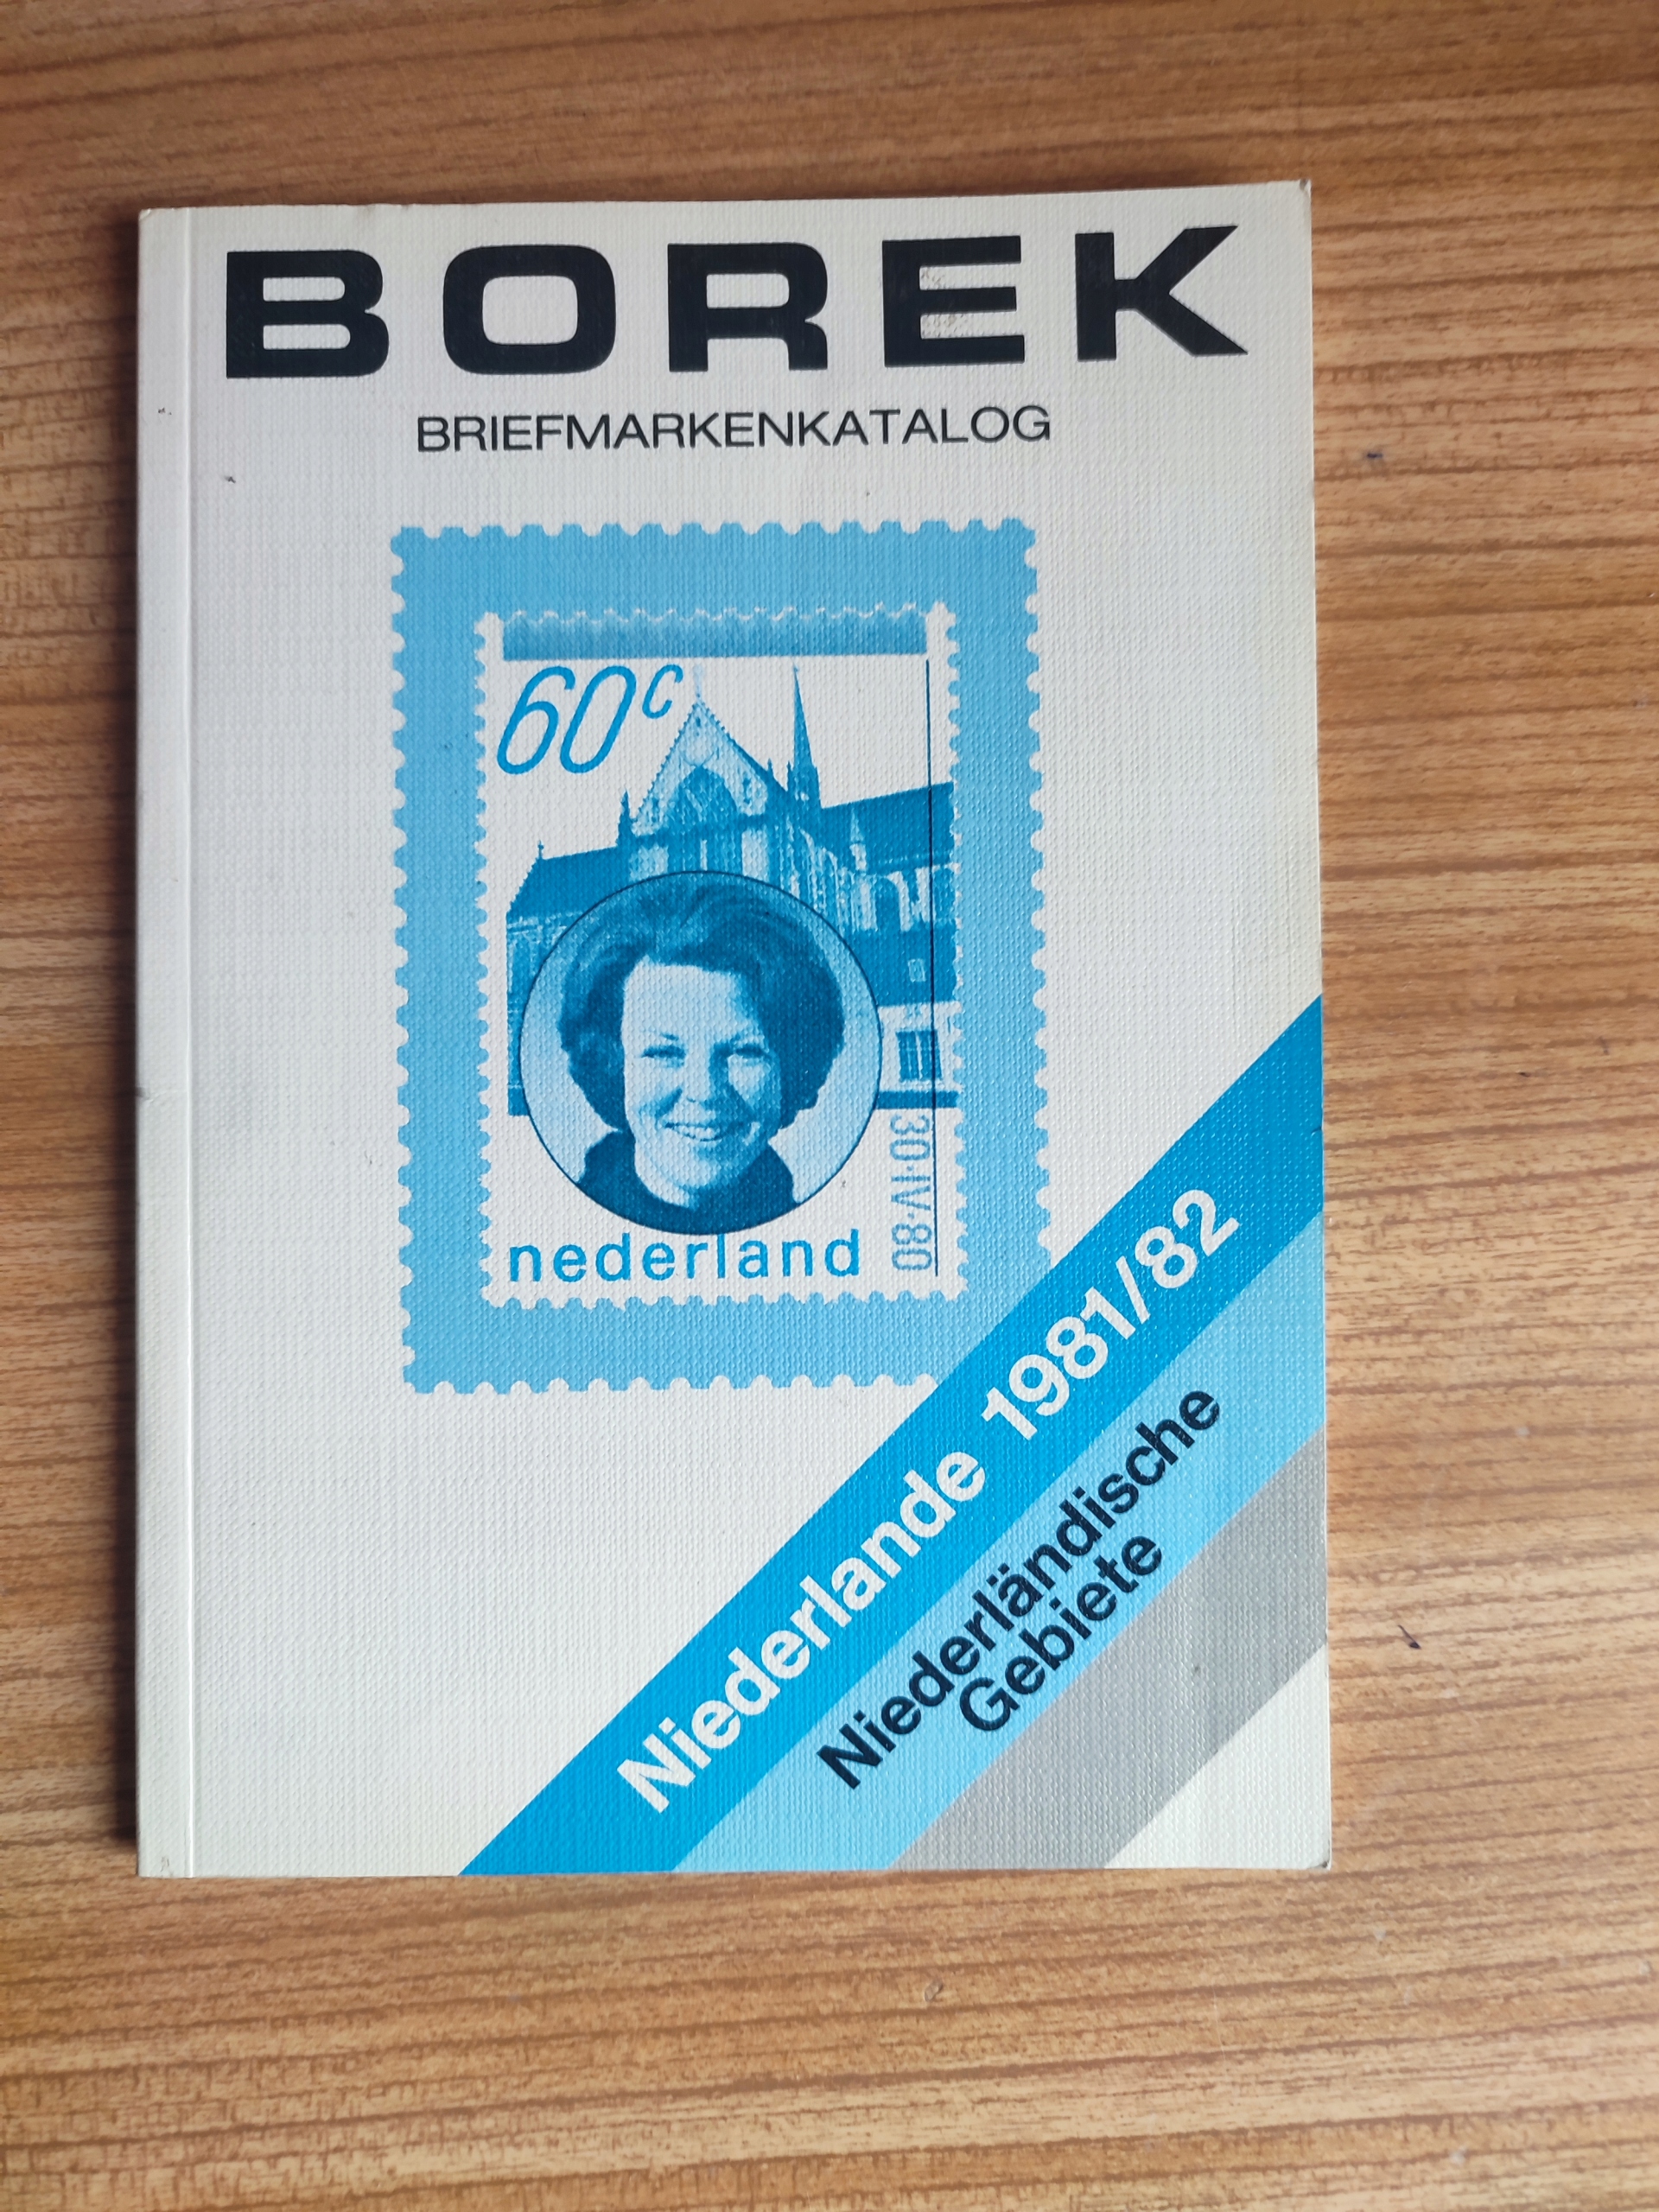 BOREK
BRIEFMARKENKATALOG
60c
30·IV·80
nederland
Niederlande 1981/82
Niederländische
Gebiete